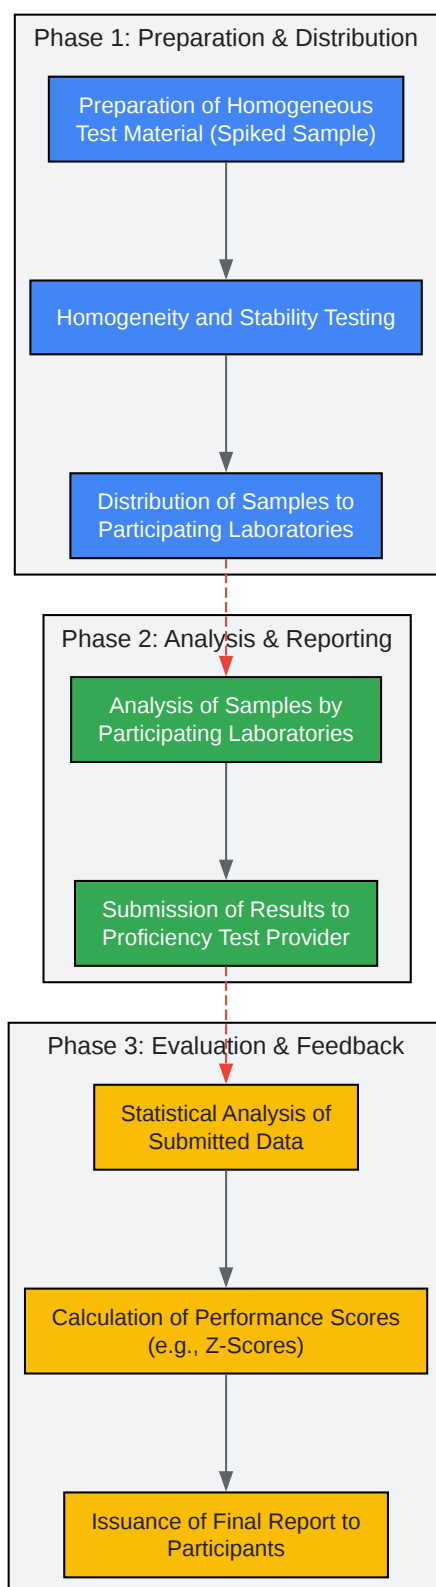 Phase 1: Preparation & Distribution
Preparation of Homogeneous
Test Material (Spiked Sample)
Homogeneity and Stability Testing
Distribution of Samples to
Participating Laboratories
Phase 2: Analysis & Reporting
Analysis of Samples by
Participating Laboratories
Submission of Results to
Proficiency Test Provider
Phase 3: Evaluation & Feedback
Statistical Analysis of
Submitted Data
Calculation of Performance Scores
(e.g., Z-Scores)
Issuance of Final Report to
Participants